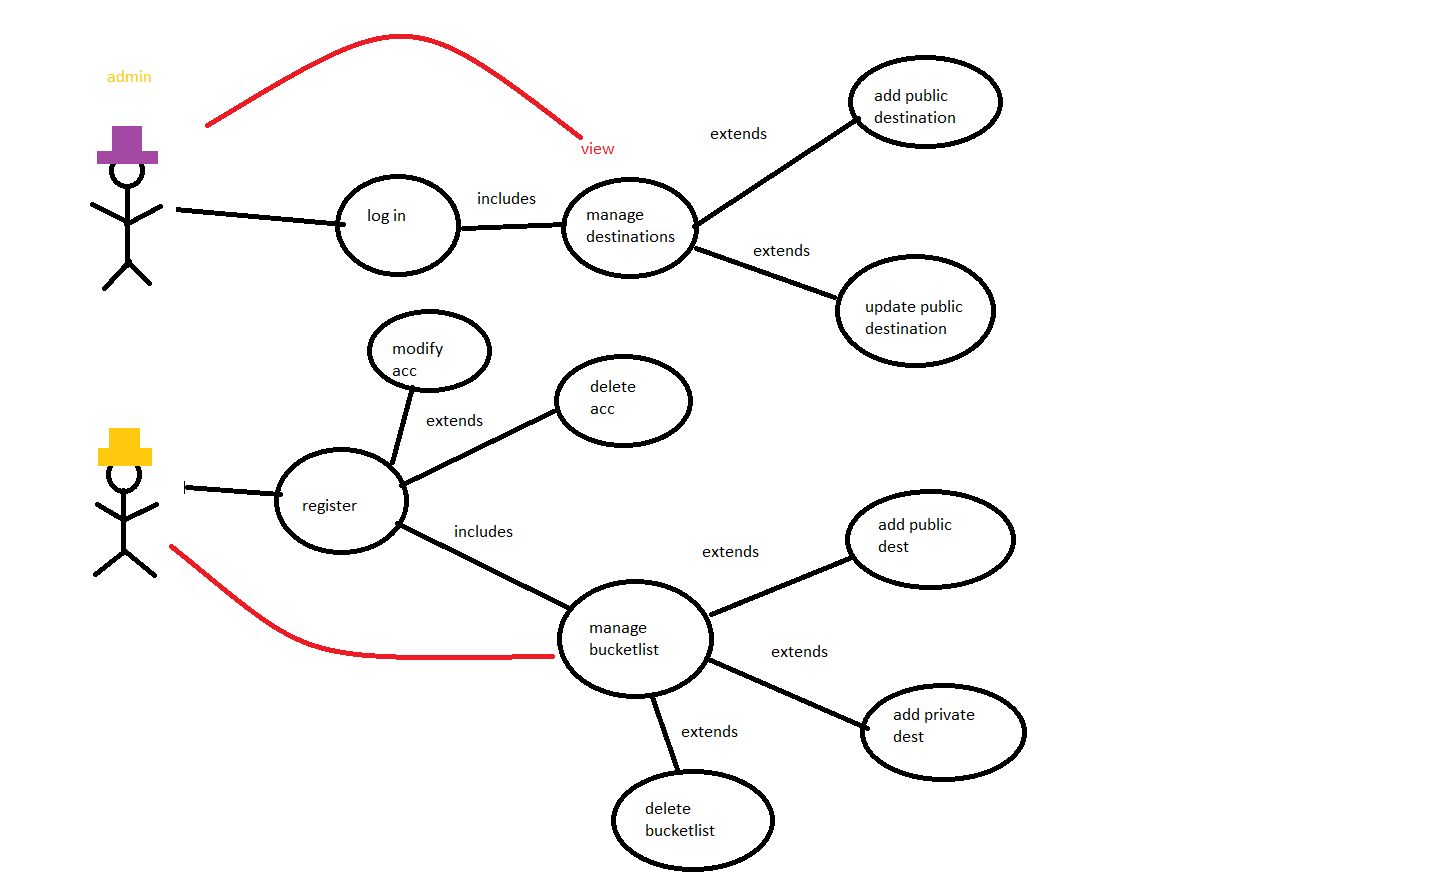 admin
add public
destination
extends
view
includes
log in
manage
destinations
extends
update public
destination
modify
acc
delete
acc
extends
register
includes
add public
dest
extends
manage
bucketlist
extends
add private
dest
extends
delete
bucketlist